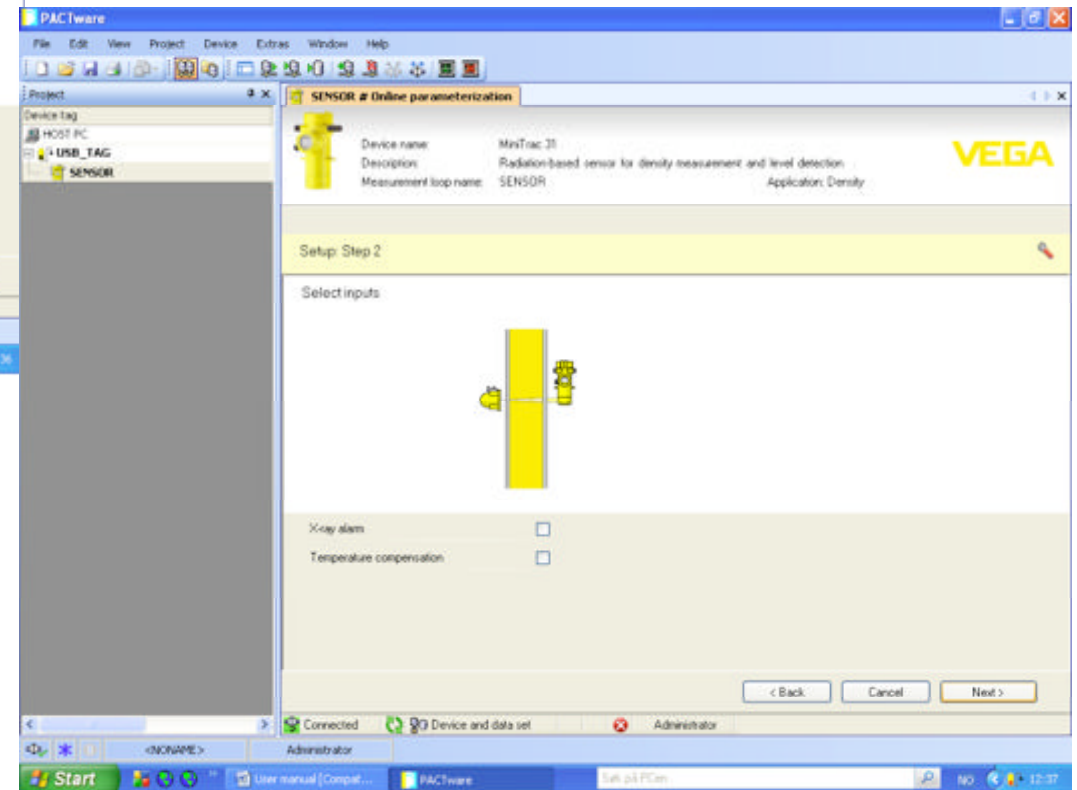 PACTware
File Edit View Project Device Extras Window Help
Project
SENSOR # Online parameterization
Device tag
HOST PC
USB_TAG
SENSOR
Device name: MiniTrac 31
Description: Radiation-based sensor for density measurement and level detection
Measurement loop name: SENSOR Application: Density
VEGA
Setup: Step 2
Select inputs
X-ray alarm
Temperature compensation
< Back Cancel Next >
Connected Device and data set Administrator
<NONAME> Administrator
Start User manual [Compat... PACTware Søk på PCen NO 12:37